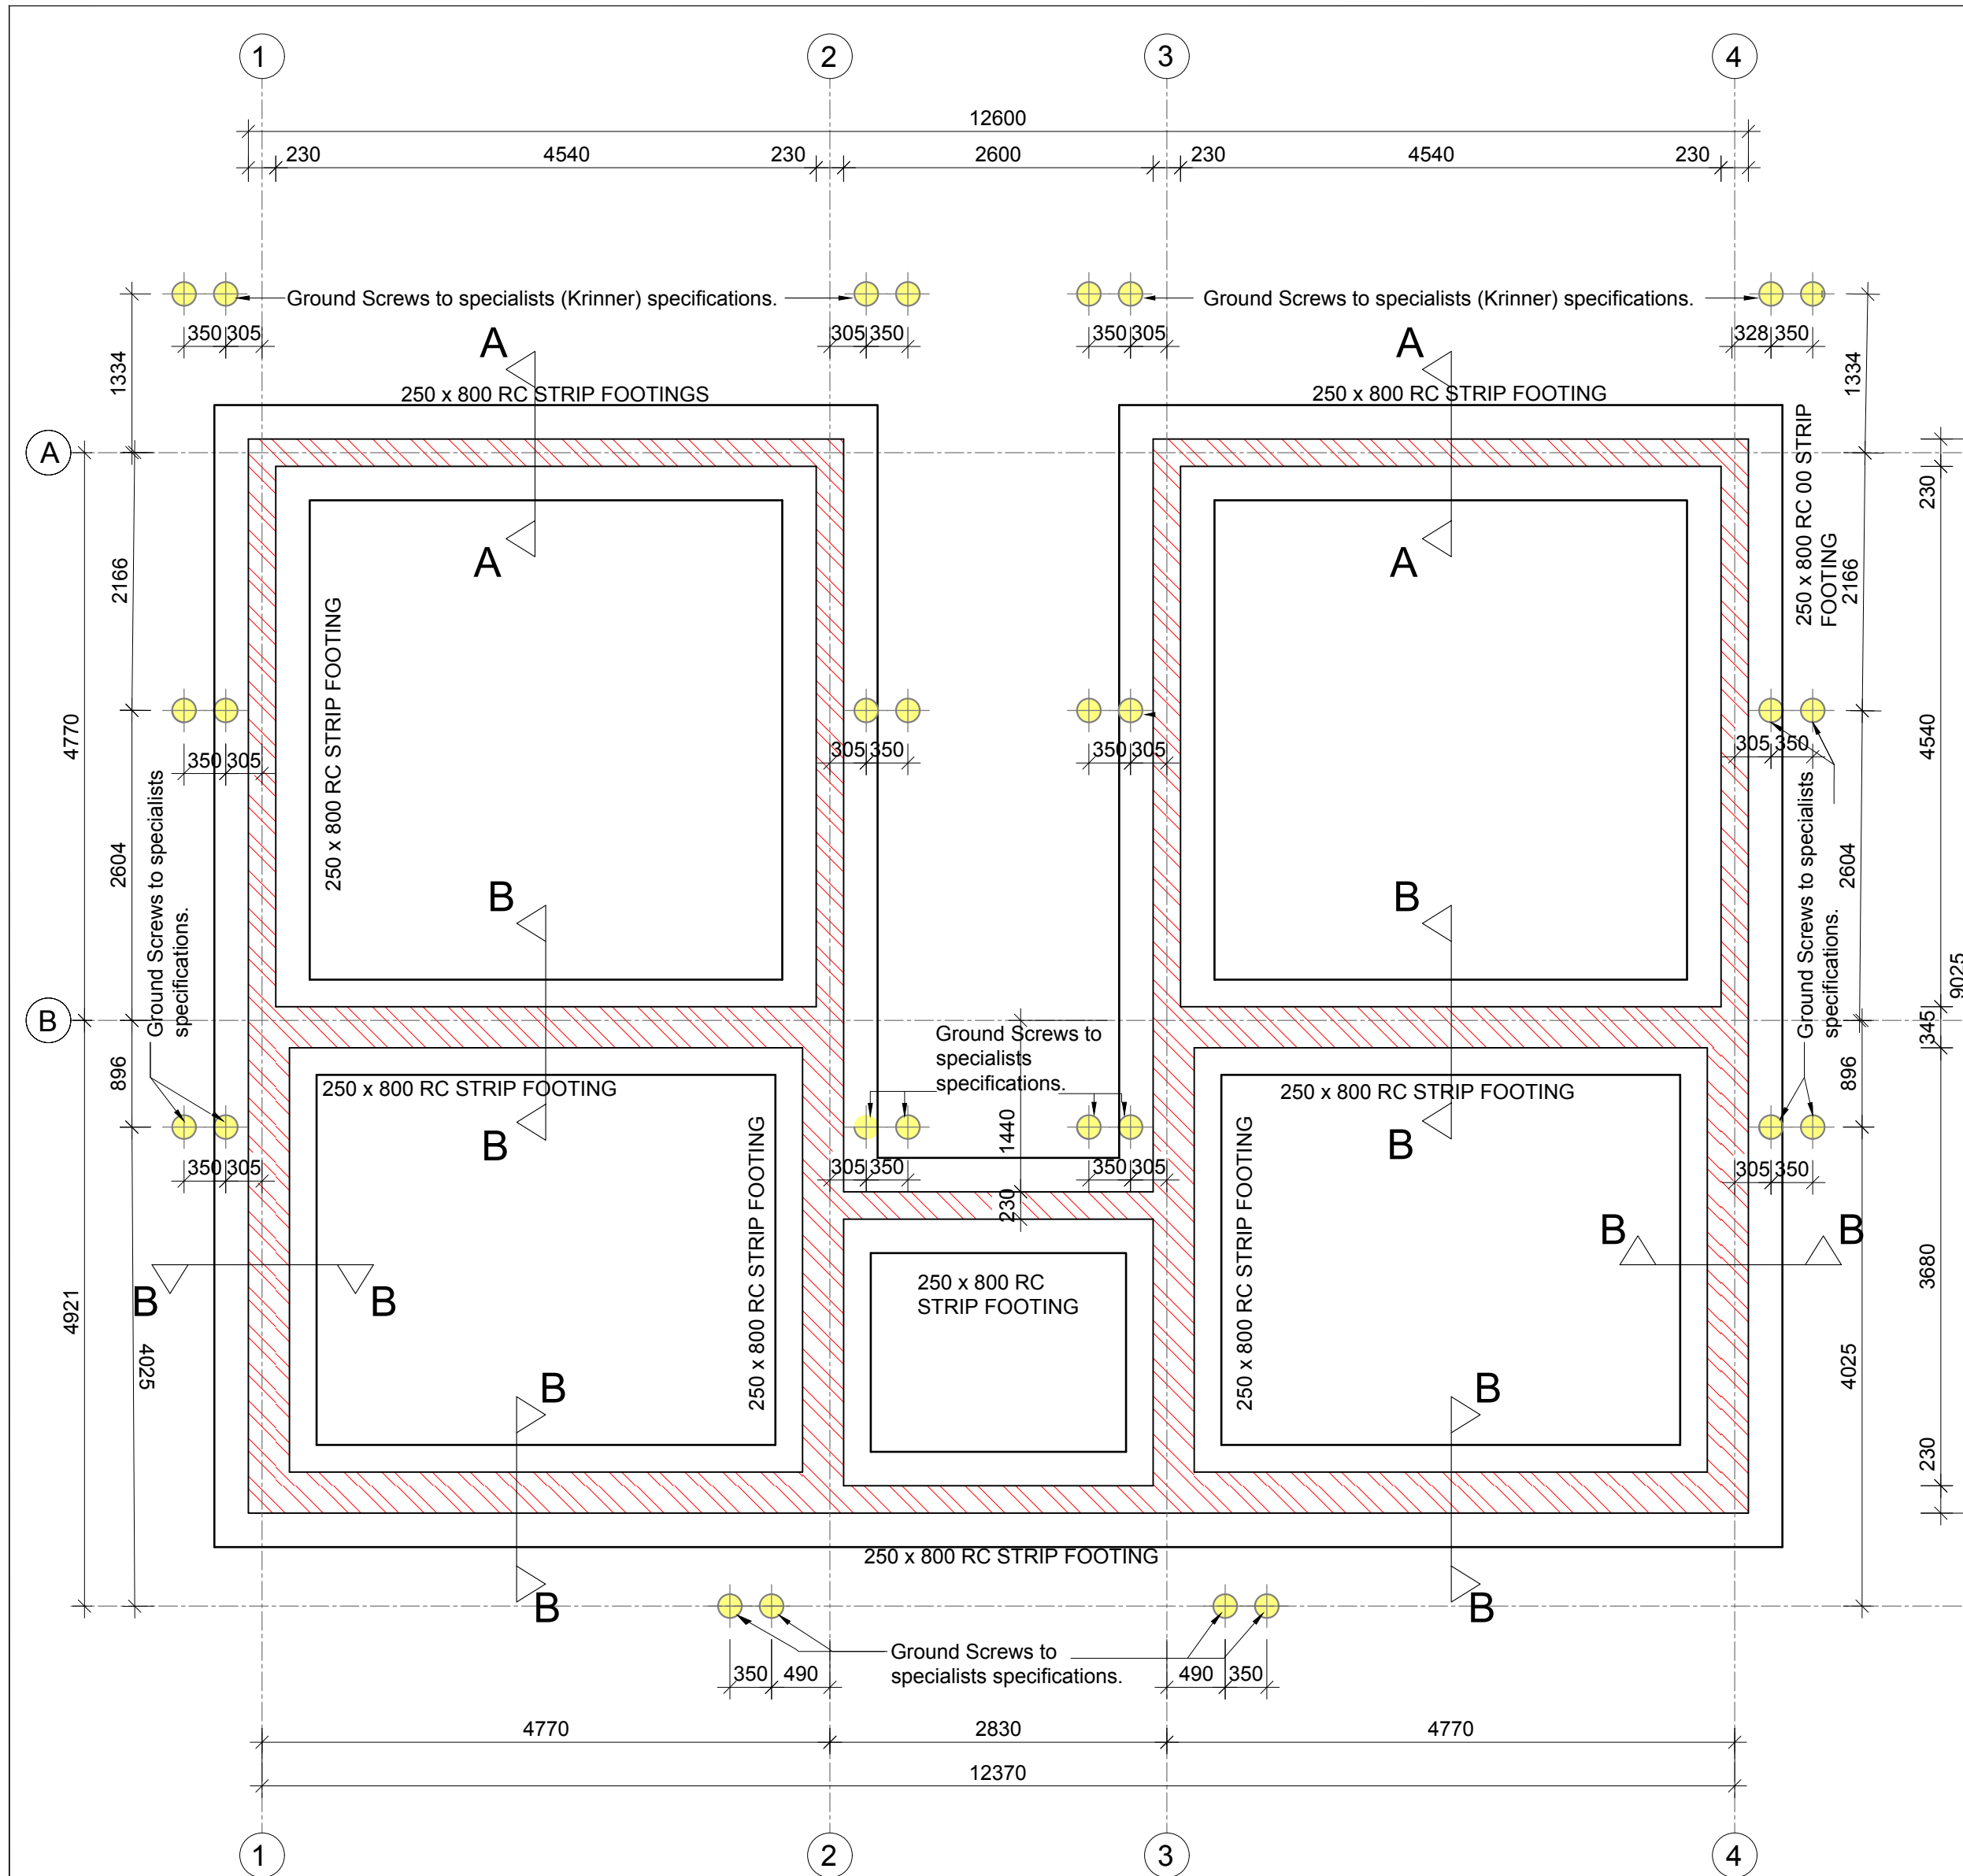 1
2
3
4
12600
230
4540
230
2600
230
4540
230
Ground Screws to specialists (Krinner) specifications.
Ground Screws to specialists (Krinner) specifications.
350
305
305
350
350
305
328
350
1334
1334
A
A
250 x 800 RC STRIP FOOTINGS
250 x 800 RC STRIP FOOTING
A
250 x 800 RC 00 STRIP
FOOTING
230
A
A
2166
2166
250 x 800 RC STRIP FOOTING
4770
4540
350
305
305
350
350
305
305
350
2604
2604
Ground Screws to specialists
specifications.
Ground Screws to specialists
specifications.
B
B
9025
B
345
Ground Screws to
specialists
specifications.
896
896
250 x 800 RC STRIP FOOTING
250 x 800 RC STRIP FOOTING
B
B
1440
350
305
305
350
350
305
305
350
230
250 x 800 RC STRIP FOOTING
250 x 800 RC STRIP FOOTING
B
B
B
B
250 x 800 RC
STRIP FOOTING
3680
4921
4025
4025
B
B
230
250 x 800 RC STRIP FOOTING
B
B
Ground Screws to
specialists specifications.
350
490
490
350
4770
2830
4770
12370
1
2
3
4